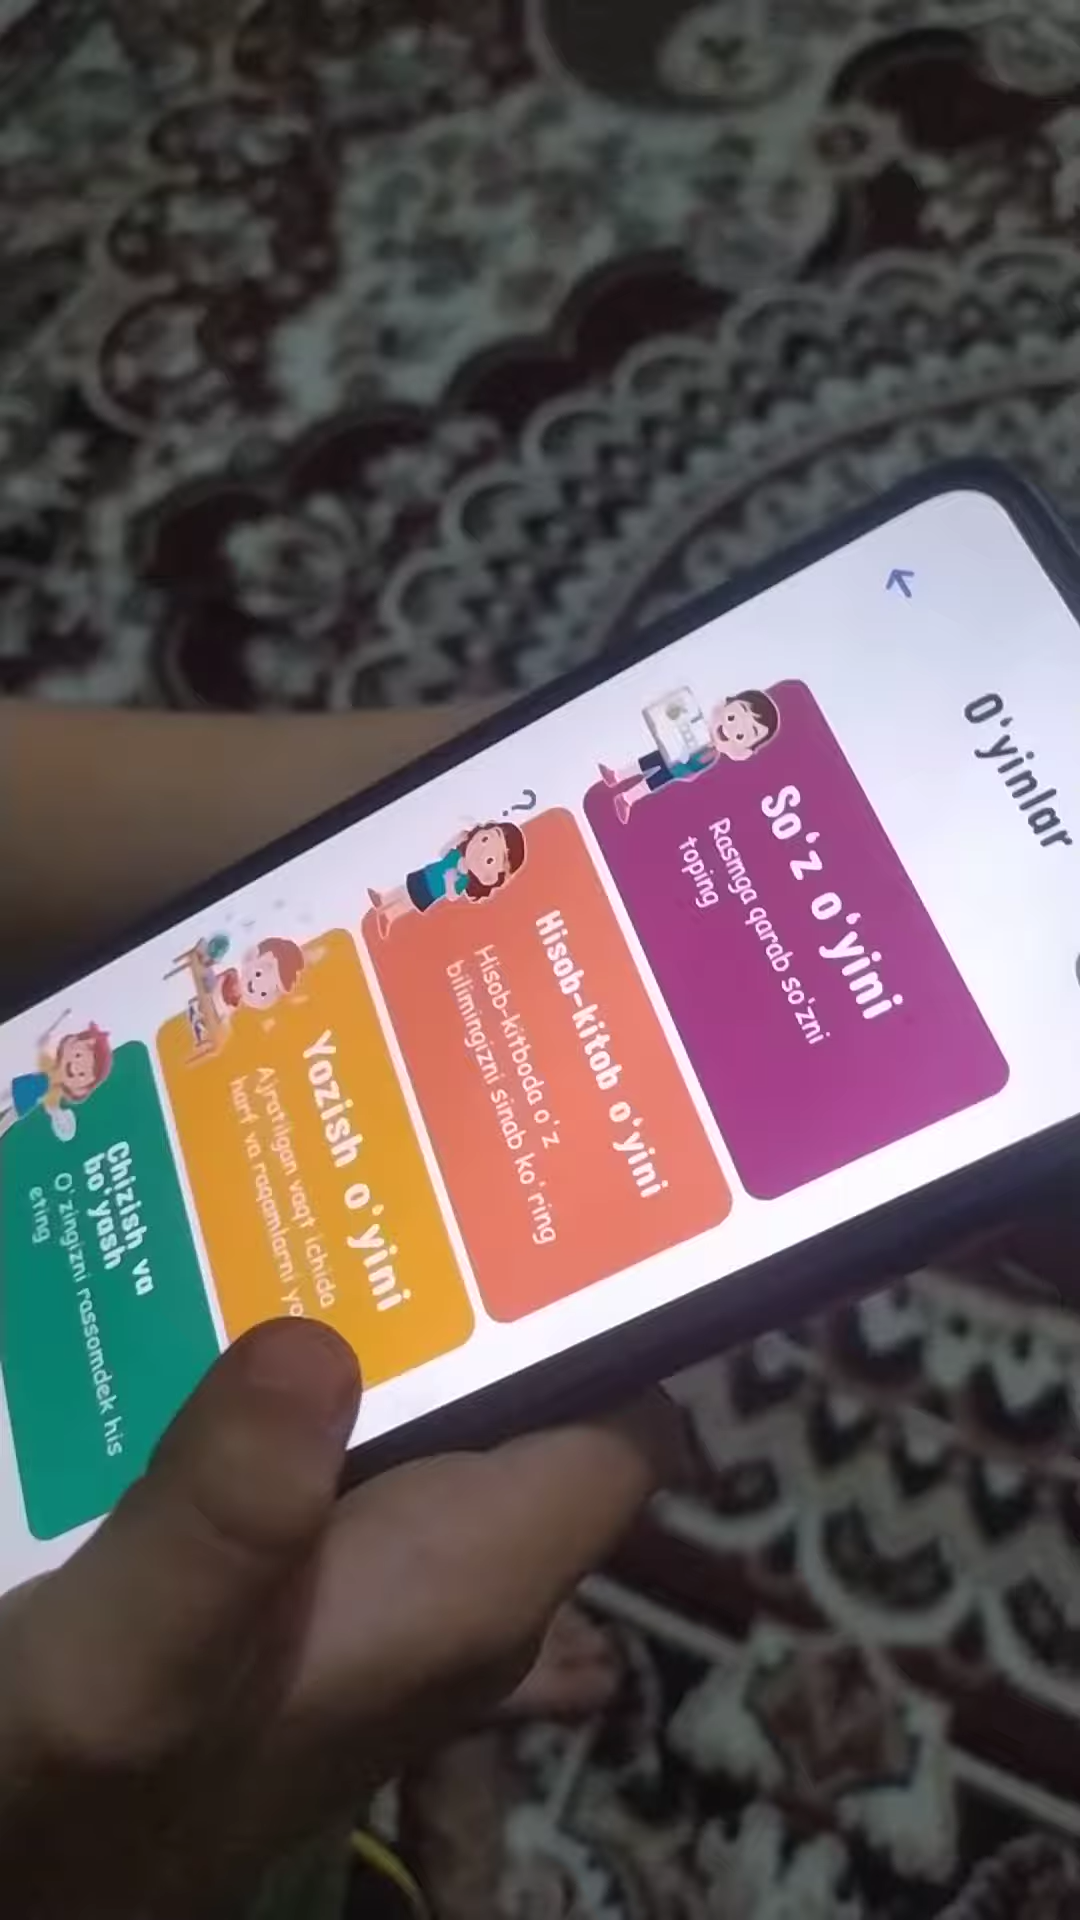 O‘yinlar
So‘z o‘yini
Rasmga qarab so‘zni
toping
Hisob-kitob o‘yini
Hisob-kitboda o‘z
bilimingizni sinab ko‘ring
Yozish o‘yini
Ajratilgan vaqt ichida
harf va raqamlarni
Chizish va
bo‘yash
O‘zingizni rassomdek his
eting